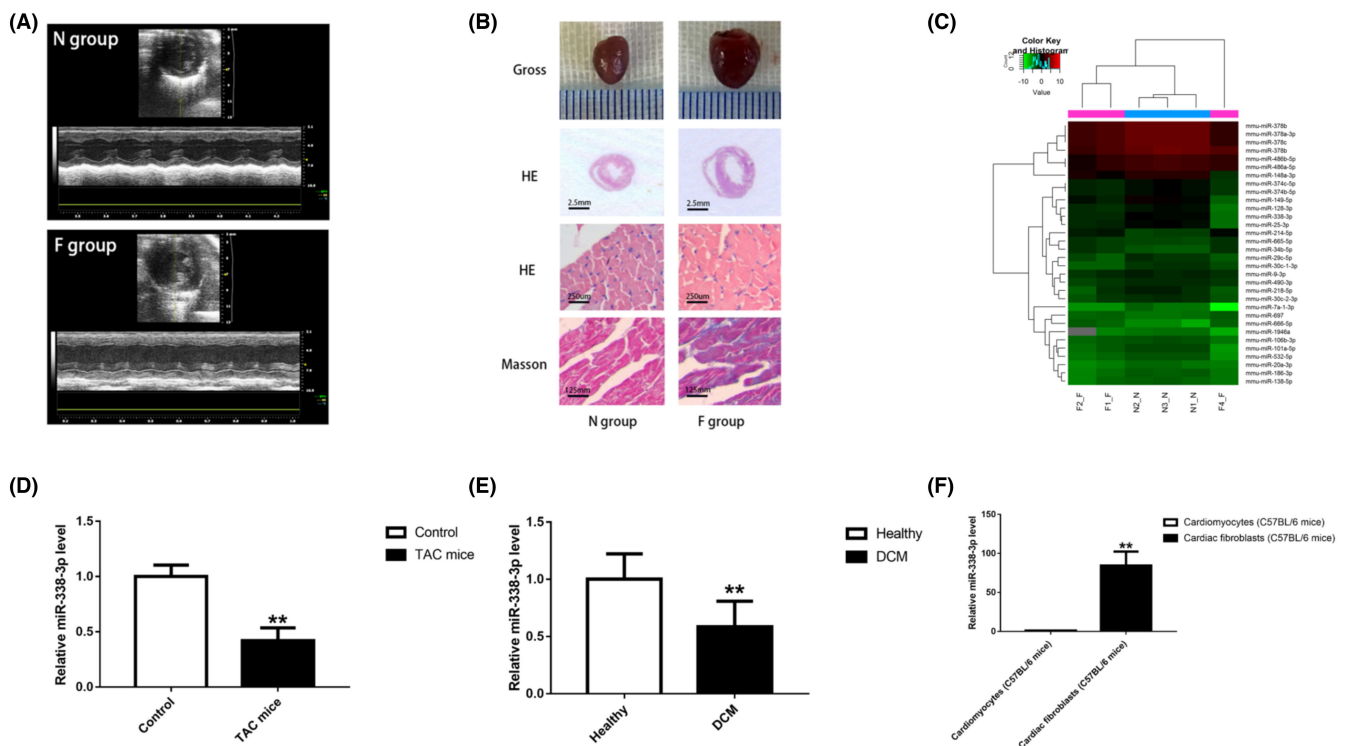 (A)
N group
F group
(B)
Gross
HE
2.5mm
2.5mm
HE
250um
250um
Masson
125mm
125mm
N group
F group
(C)
Color Key
and Histogram
Count
0
12
-10
0
10
Value
mmu-miR-378b
mmu-miR-378a-3p
mmu-miR-378c
mmu-miR-378b
mmu-miR-486b-5p
mmu-miR-486a-5p
mmu-miR-148a-3p
mmu-miR-374c-5p
mmu-miR-374b-5p
mmu-miR-149-5p
mmu-miR-128-3p
mmu-miR-338-3p
mmu-miR-25-3p
mmu-miR-214-5p
mmu-miR-665-5p
mmu-miR-34b-5p
mmu-miR-29c-5p
mmu-miR-30c-1-3p
mmu-miR-9-3p
mmu-miR-490-3p
mmu-miR-218-5p
mmu-miR-30c-2-3p
mmu-miR-7a-1-3p
mmu-miR-697
mmu-miR-666-5p
mmu-miR-1946a
mmu-miR-106b-3p
mmu-miR-101a-5p
mmu-miR-532-5p
mmu-miR-20a-3p
mmu-miR-186-3p
mmu-miR-138-5p
F2_F
F1_F
N2_N
N3_N
N1_N
F4_F
(D)
Relative miR-338-3p level
1.5
1.0
0.5
0.0
**
Control
TAC mice
Control
TAC mice
(E)
Relative miR-338-3p level
1.5
1.0
0.5
0.0
**
Healthy
DCM
Healthy
DCM
(F)
Relative miR-338-3p level
150
100
50
0
**
Cardiomyocytes (C57BL/6 mice)
Cardiac fibroblasts (C57BL/6 mice)
Cardiomyocytes (C57BL/6 mice)
Cardiac fibroblasts (C57BL/6 mice)